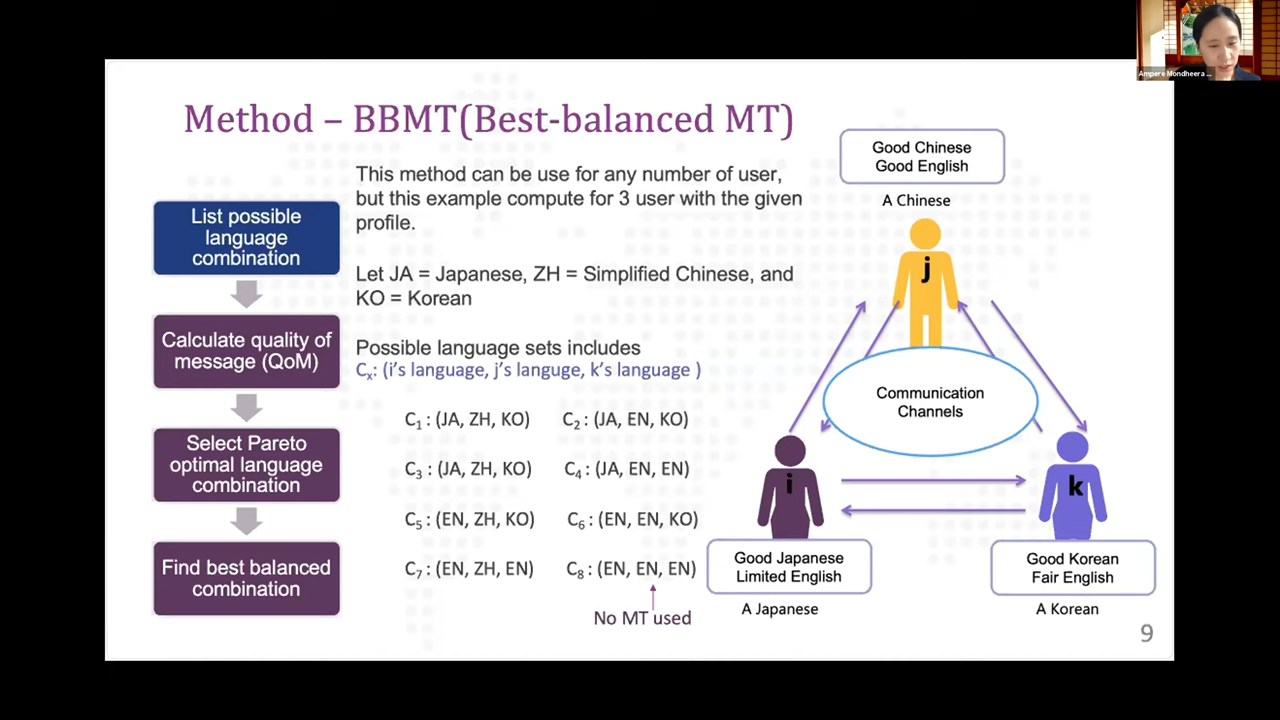 Ampere Mondheera ...
Method – BBMT(Best-balanced MT)
List possible
language
combination
Calculate quality of
message (QoM)
Select Pareto
optimal language
combination
Find best balanced
combination
This method can be use for any number of user,
but this example compute for 3 user with the given
profile.
Let JA = Japanese, ZH = Simplified Chinese, and
KO = Korean
Possible language sets includes
Cx: (i's language, j's languge, k's language )
C1 : (JA, ZH, KO)
C2 : (JA, EN, KO)
C3 : (JA, ZH, KO)
C4 : (JA, EN, EN)
C5 : (EN, ZH, KO)
C6 : (EN, EN, KO)
C7 : (EN, ZH, EN)
C8 : (EN, EN, EN)
No MT used
Good Chinese
Good English
A Chinese
j
Communication
Channels
i
k
Good Japanese
Limited English
A Japanese
Good Korean
Fair English
A Korean
9